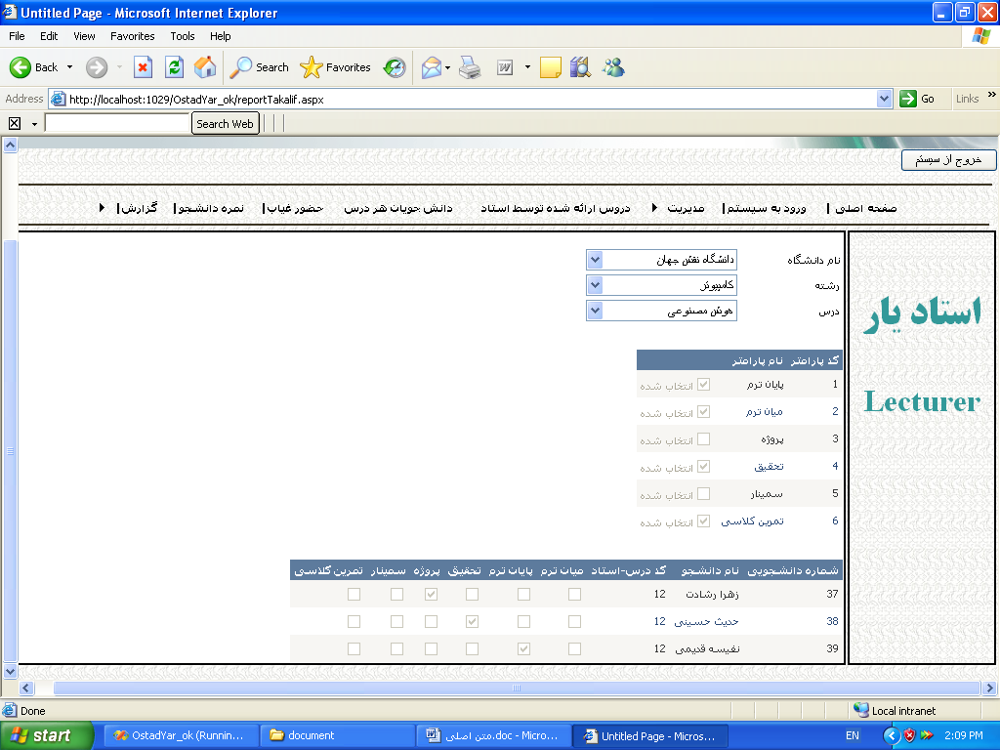 Untitled Page - Microsoft Internet Explorer
File Edit View Favorites Tools Help
Back Search Favorites
Address http://localhost:1029/OstadYar_ok/reportTakalif.aspx Go Links »
Search Web
خروج از سیستم
صفحه اصلی | ورود به سیستم | مدیریت دروس ارائه شده توسط استاد دانش جویان هر درس حضور غیاب | نمره دانشجو | گزارش |
نام دانشگاه دانشگاه نقش جهان
رشته کامپیوتر
درس هوش مصنوعی
استاد یار
Lecturer
کد پارامتر نام پارامتر
1 پایان ترم انتخاب شده
2 میان ترم انتخاب شده
3 پروژه انتخاب شده
4 تحقیق انتخاب شده
5 سمینار انتخاب شده
6 تمرین کلاسی انتخاب شده
شماره دانشجویی نام دانشجو کد درس-استاد میان ترم پایان ترم تحقیق پروژه سمینار تمرین کلاسی
37 زهرا رشادت 12
38 حدیث حسینی 12
39 نفیسه قدیمی 12
Done Local intranet
start OstadYar_ok (Runnin... document متن اصلی.doc - Micros... Untitled Page - Micros... EN 2:09 PM